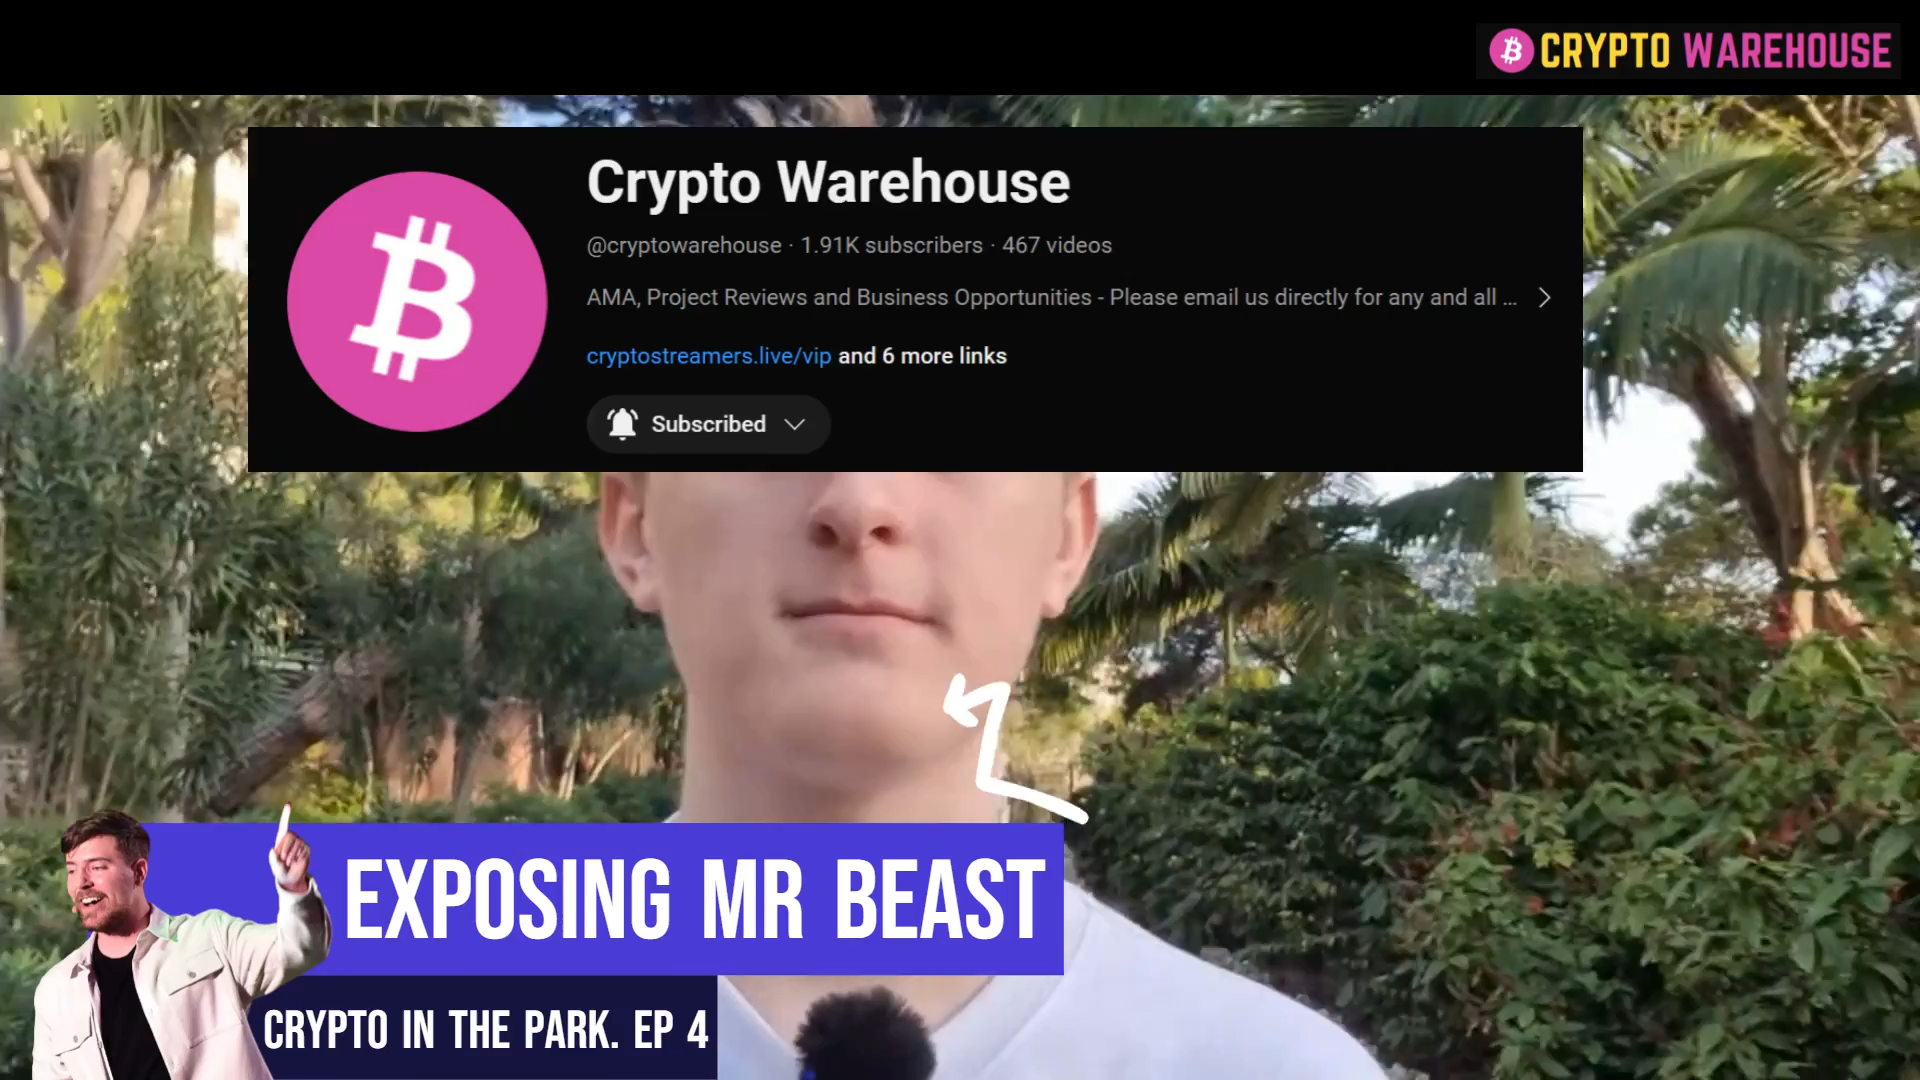 CRYPTO WAREHOUSE
Crypto Warehouse
@cryptowarehouse · 1.91K subscribers · 467 videos
AMA, Project Reviews and Business Opportunities - Please email us directly for any and all ...
cryptostreamers.live/vip and 6 more links
Subscribed
EXPOSING MR BEAST
CRYPTO IN THE PARK. EP 4